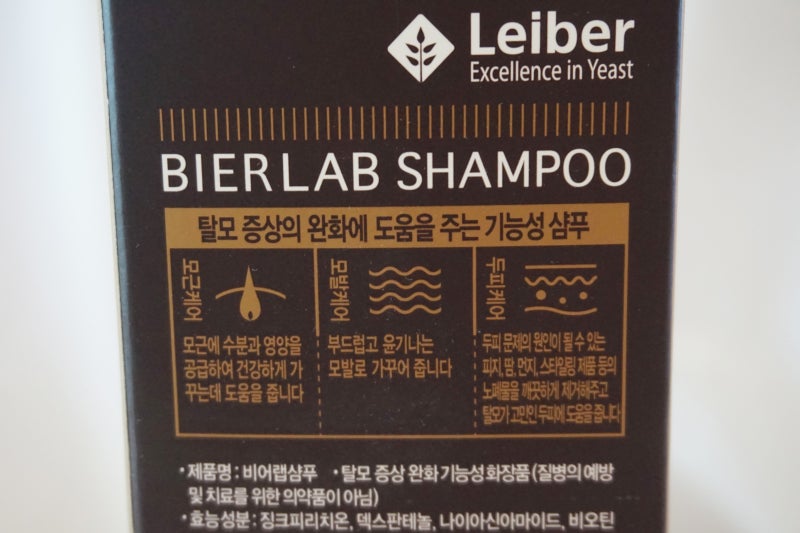 Leiber
Excellence in Yeast
BIERLAB SHAMPOO
탈모 증상의 완화에 도움을 주는 기능성 샴푸
모근케어
모근에 수분과 영양을
공급하여 건강하게 가
꾸는데 도움을 줍니다
모발케어
부드럽고 윤기나는
모발로 가꾸어 줍니다
두피케어
두피 문제의 원인이 될 수 있는
피지, 땀, 먼지, 스타일링 제품 등의
노폐물을 깨끗하게 제거해주고
탈모가 고민인 두피에 도움을 줍니다
• 제품명 : 비어랩샴푸 • 탈모 증상 완화 기능성 화장품 (질병의 예방
및 치료를 위한 의약품이 아님)
• 효능성분 : 징크피리치온, 덱스판테놀, 나이아신아마이드, 비오틴